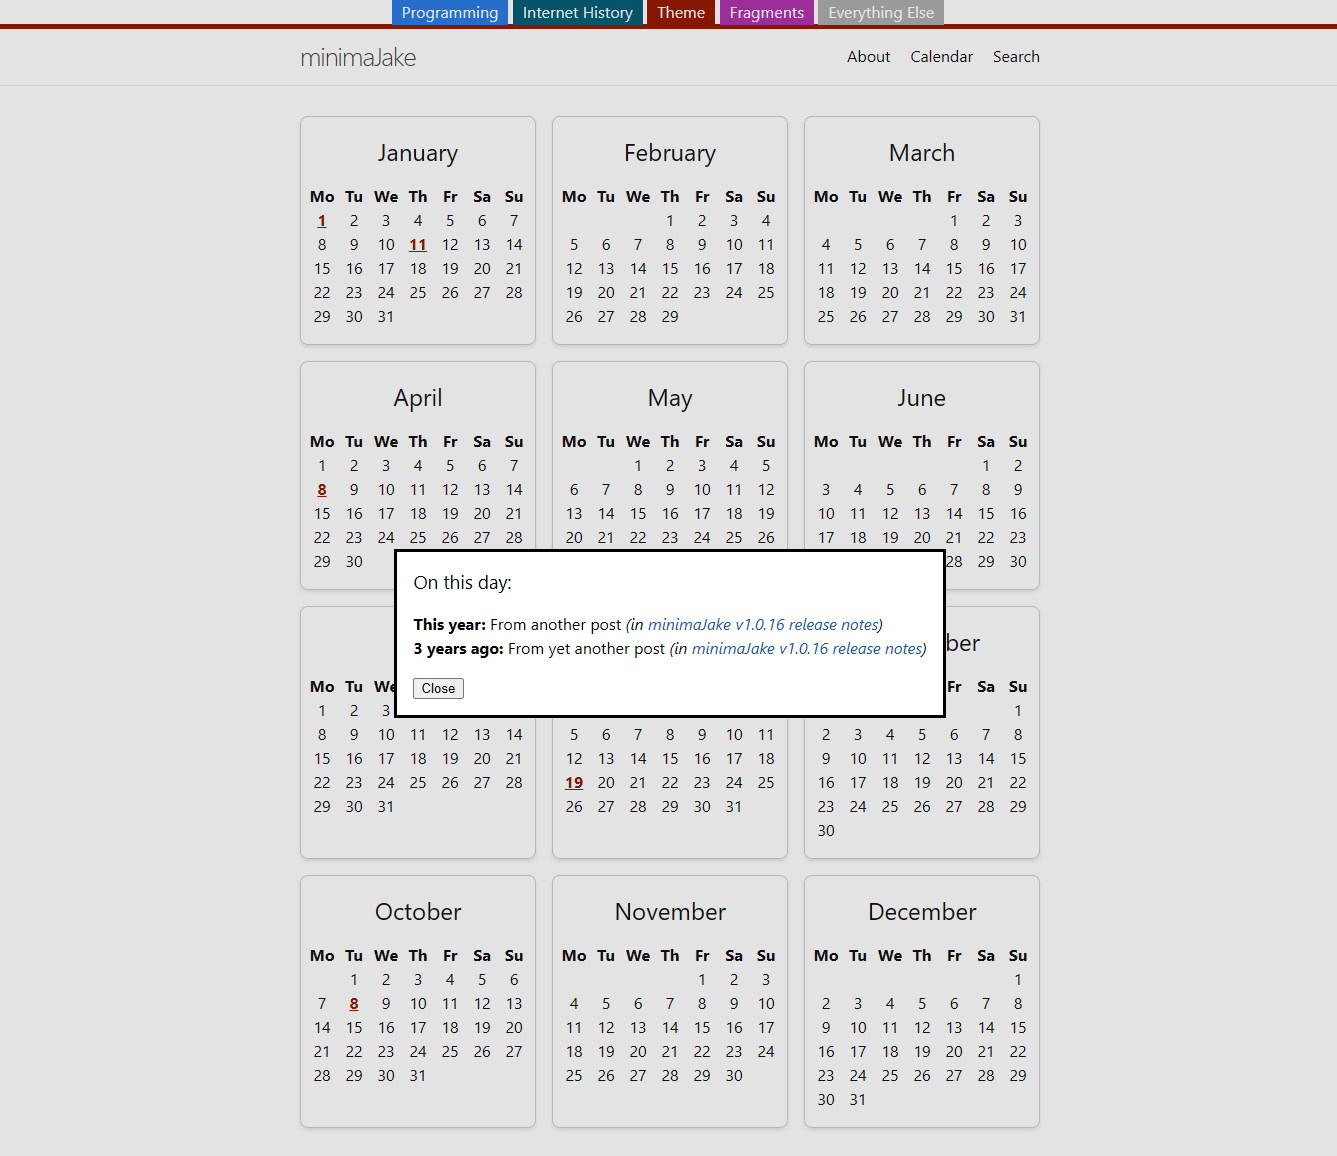 Programming Internet History Theme Fragments Everything Else
minimaJake About Calendar Search
January February March
Mo Tu We Th Fr Sa Su Mo Tu We Th Fr Sa Su Mo Tu We Th Fr Sa Su
1 2 3 4 5 6 7 1 2 3 4 1 2 3
8 9 10 11 12 13 14 5 6 7 8 9 10 11 4 5 6 7 8 9 10
15 16 17 18 19 20 21 12 13 14 15 16 17 18 11 12 13 14 15 16 17
22 23 24 25 26 27 28 19 20 21 22 23 24 25 18 19 20 21 22 23 24
29 30 31 26 27 28 29 25 26 27 28 29 30 31
April May June
Mo Tu We Th Fr Sa Su Mo Tu We Th Fr Sa Su Mo Tu We Th Fr Sa Su
1 2 3 4 5 6 7 1 2 3 4 5 1 2
8 9 10 11 12 13 14 6 7 8 9 10 11 12 3 4 5 6 7 8 9
15 16 17 18 19 20 21 13 14 15 16 17 18 19 10 11 12 13 14 15 16
22 23 24 25 26 27 28 20 21 22 23 24 25 26 17 18 19 20 21 22 23
29 30 28 29 30
On this day:
This year: From another post (in minimaJake v1.0.16 release notes)
3 years ago: From yet another post (in minimaJake v1.0.16 release notes)
Close
ber
Mo Tu We Fr Sa Su
1 2 3 1
8 9 10 11 12 13 14 5 6 7 8 9 10 11 2 3 4 5 6 7 8
15 16 17 18 19 20 21 12 13 14 15 16 17 18 9 10 11 12 13 14 15
22 23 24 25 26 27 28 19 20 21 22 23 24 25 16 17 18 19 20 21 22
29 30 31 26 27 28 29 30 31 23 24 25 26 27 28 29
30
October November December
Mo Tu We Th Fr Sa Su Mo Tu We Th Fr Sa Su Mo Tu We Th Fr Sa Su
1 2 3 4 5 6 1 2 3 1
7 8 9 10 11 12 13 4 5 6 7 8 9 10 2 3 4 5 6 7 8
14 15 16 17 18 19 20 11 12 13 14 15 16 17 9 10 11 12 13 14 15
21 22 23 24 25 26 27 18 19 20 21 22 23 24 16 17 18 19 20 21 22
28 29 30 31 25 26 27 28 29 30 23 24 25 26 27 28 29
30 31